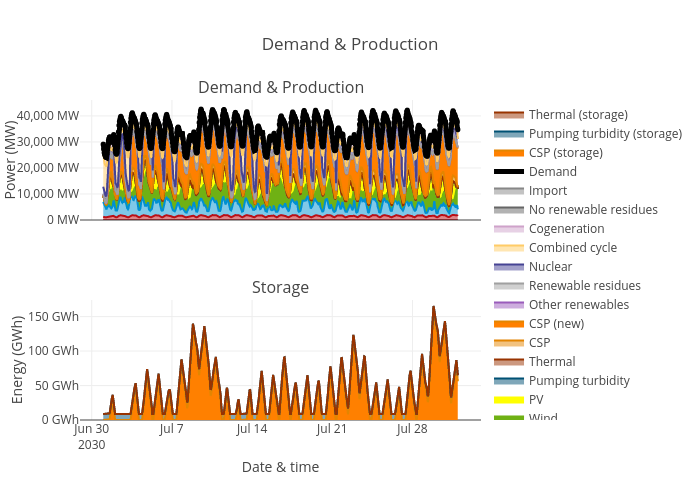 Demand & Production
Demand & Production
40,000 MW
30,000 MW
20,000 MW
10,000 MW
0 MW
Power (MW)
Storage
150 GWh
100 GWh
50 GWh
0 GWh
Energy (GWh)
Jun 30
2030
Jul 7
Jul 14
Jul 21
Jul 28
Date & time
Thermal (storage)
Pumping turbidity (storage)
CSP (storage)
Demand
Import
No renewable residues
Cogeneration
Combined cycle
Nuclear
Renewable residues
Other renewables
CSP (new)
CSP
Thermal
Pumping turbidity
PV
Wind